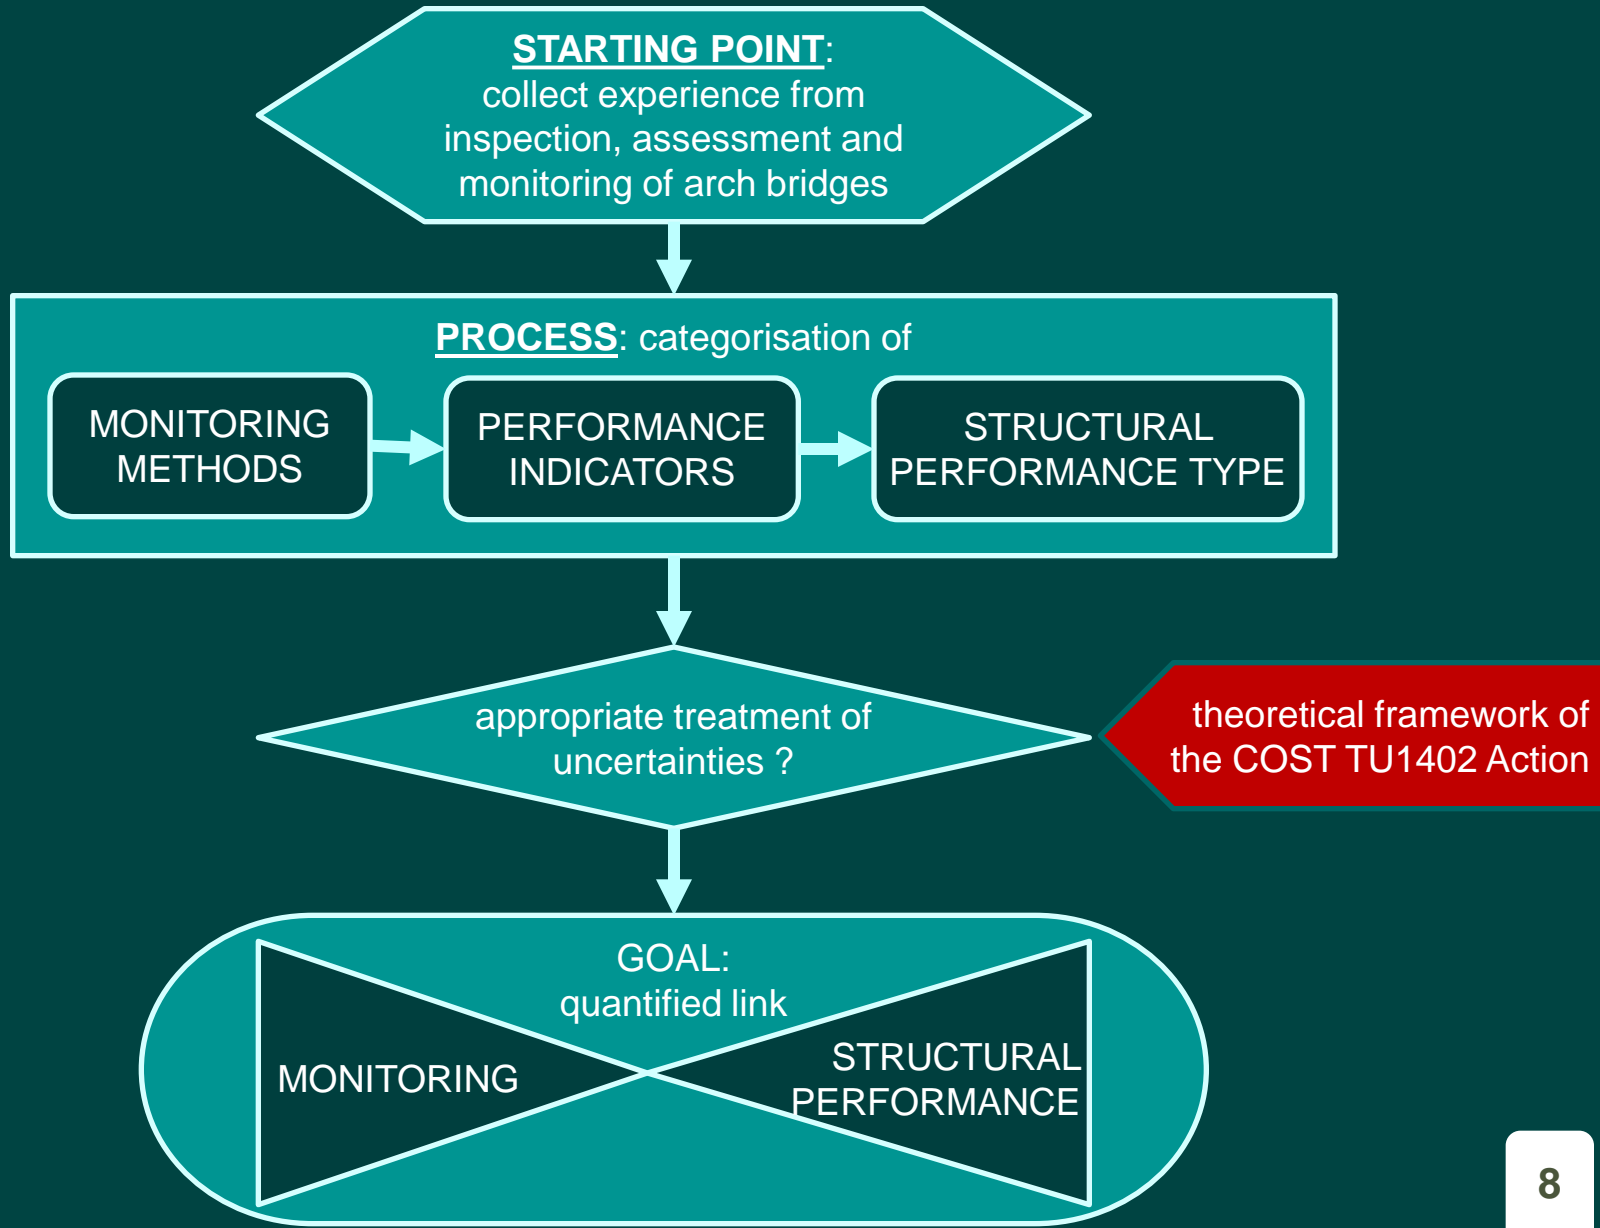 STARTING POINT:
collect experience from
inspection, assessment and
monitoring of arch bridges
PROCESS: categorisation of
MONITORING
METHODS
PERFORMANCE
INDICATORS
STRUCTURAL
PERFORMANCE TYPE
appropriate treatment of
uncertainties ?
theoretical framework of
the COST TU1402 Action
GOAL:
quantified link
MONITORING
STRUCTURAL
PERFORMANCE
8